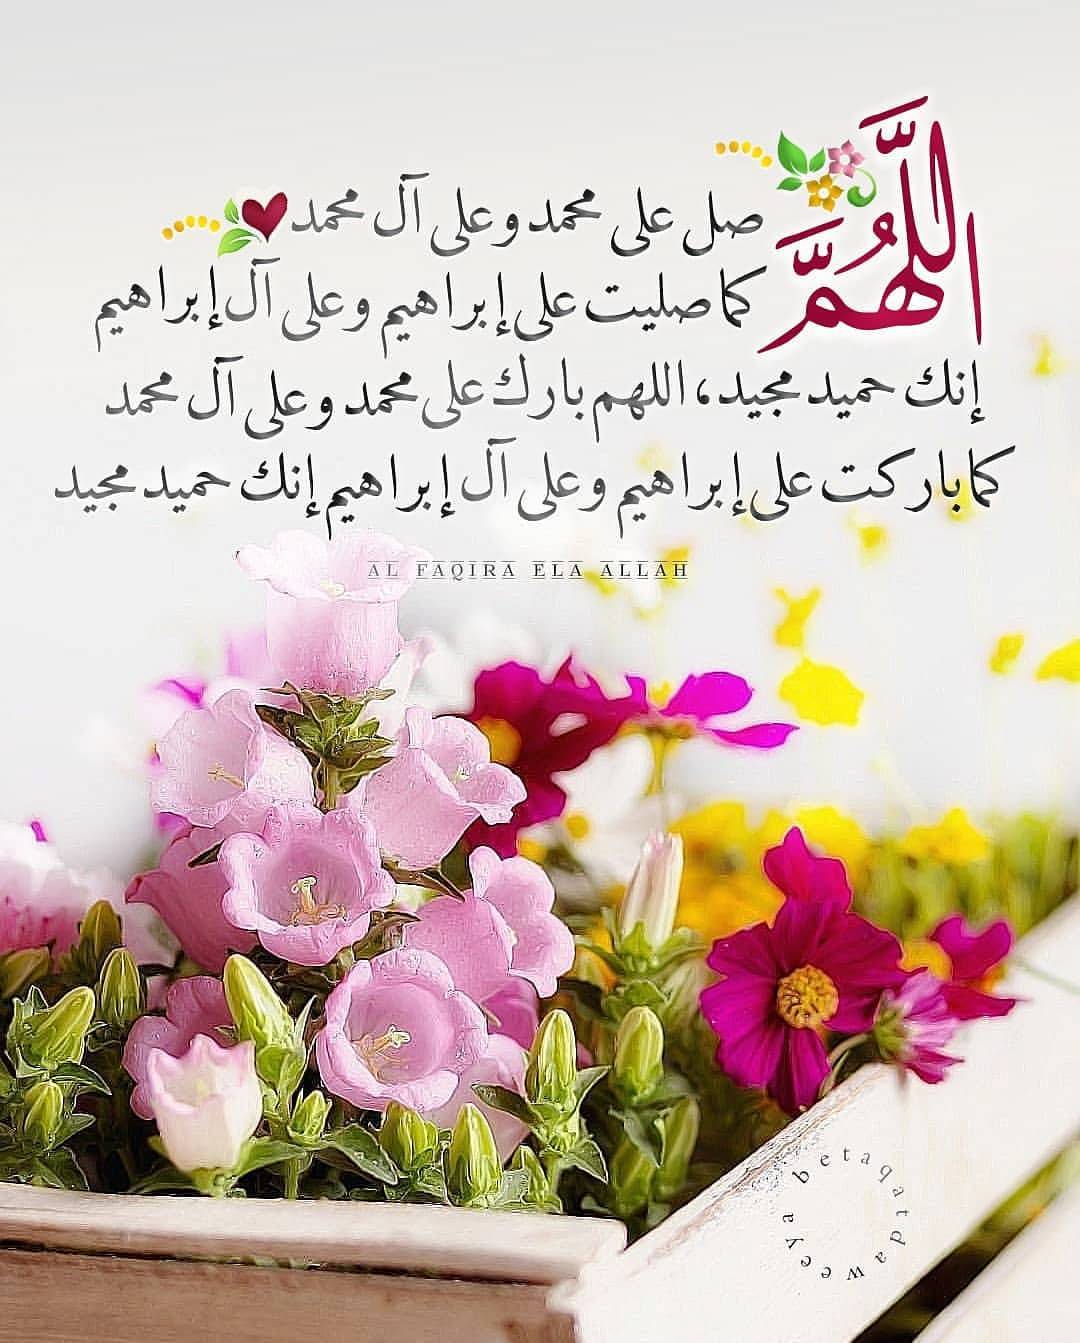 اللَّهُمَّ صل على محمد وعلى آل محمد
كما صليت على إبراهيم وعلى آل إبراهيم
إنك حميد مجيد، اللهم بارك على محمد وعلى آل محمد
كما باركت على إبراهيم وعلى آل إبراهيم إنك حميد مجيد
AL FAQIRA ELA ALLAH
betaqatdaweeya